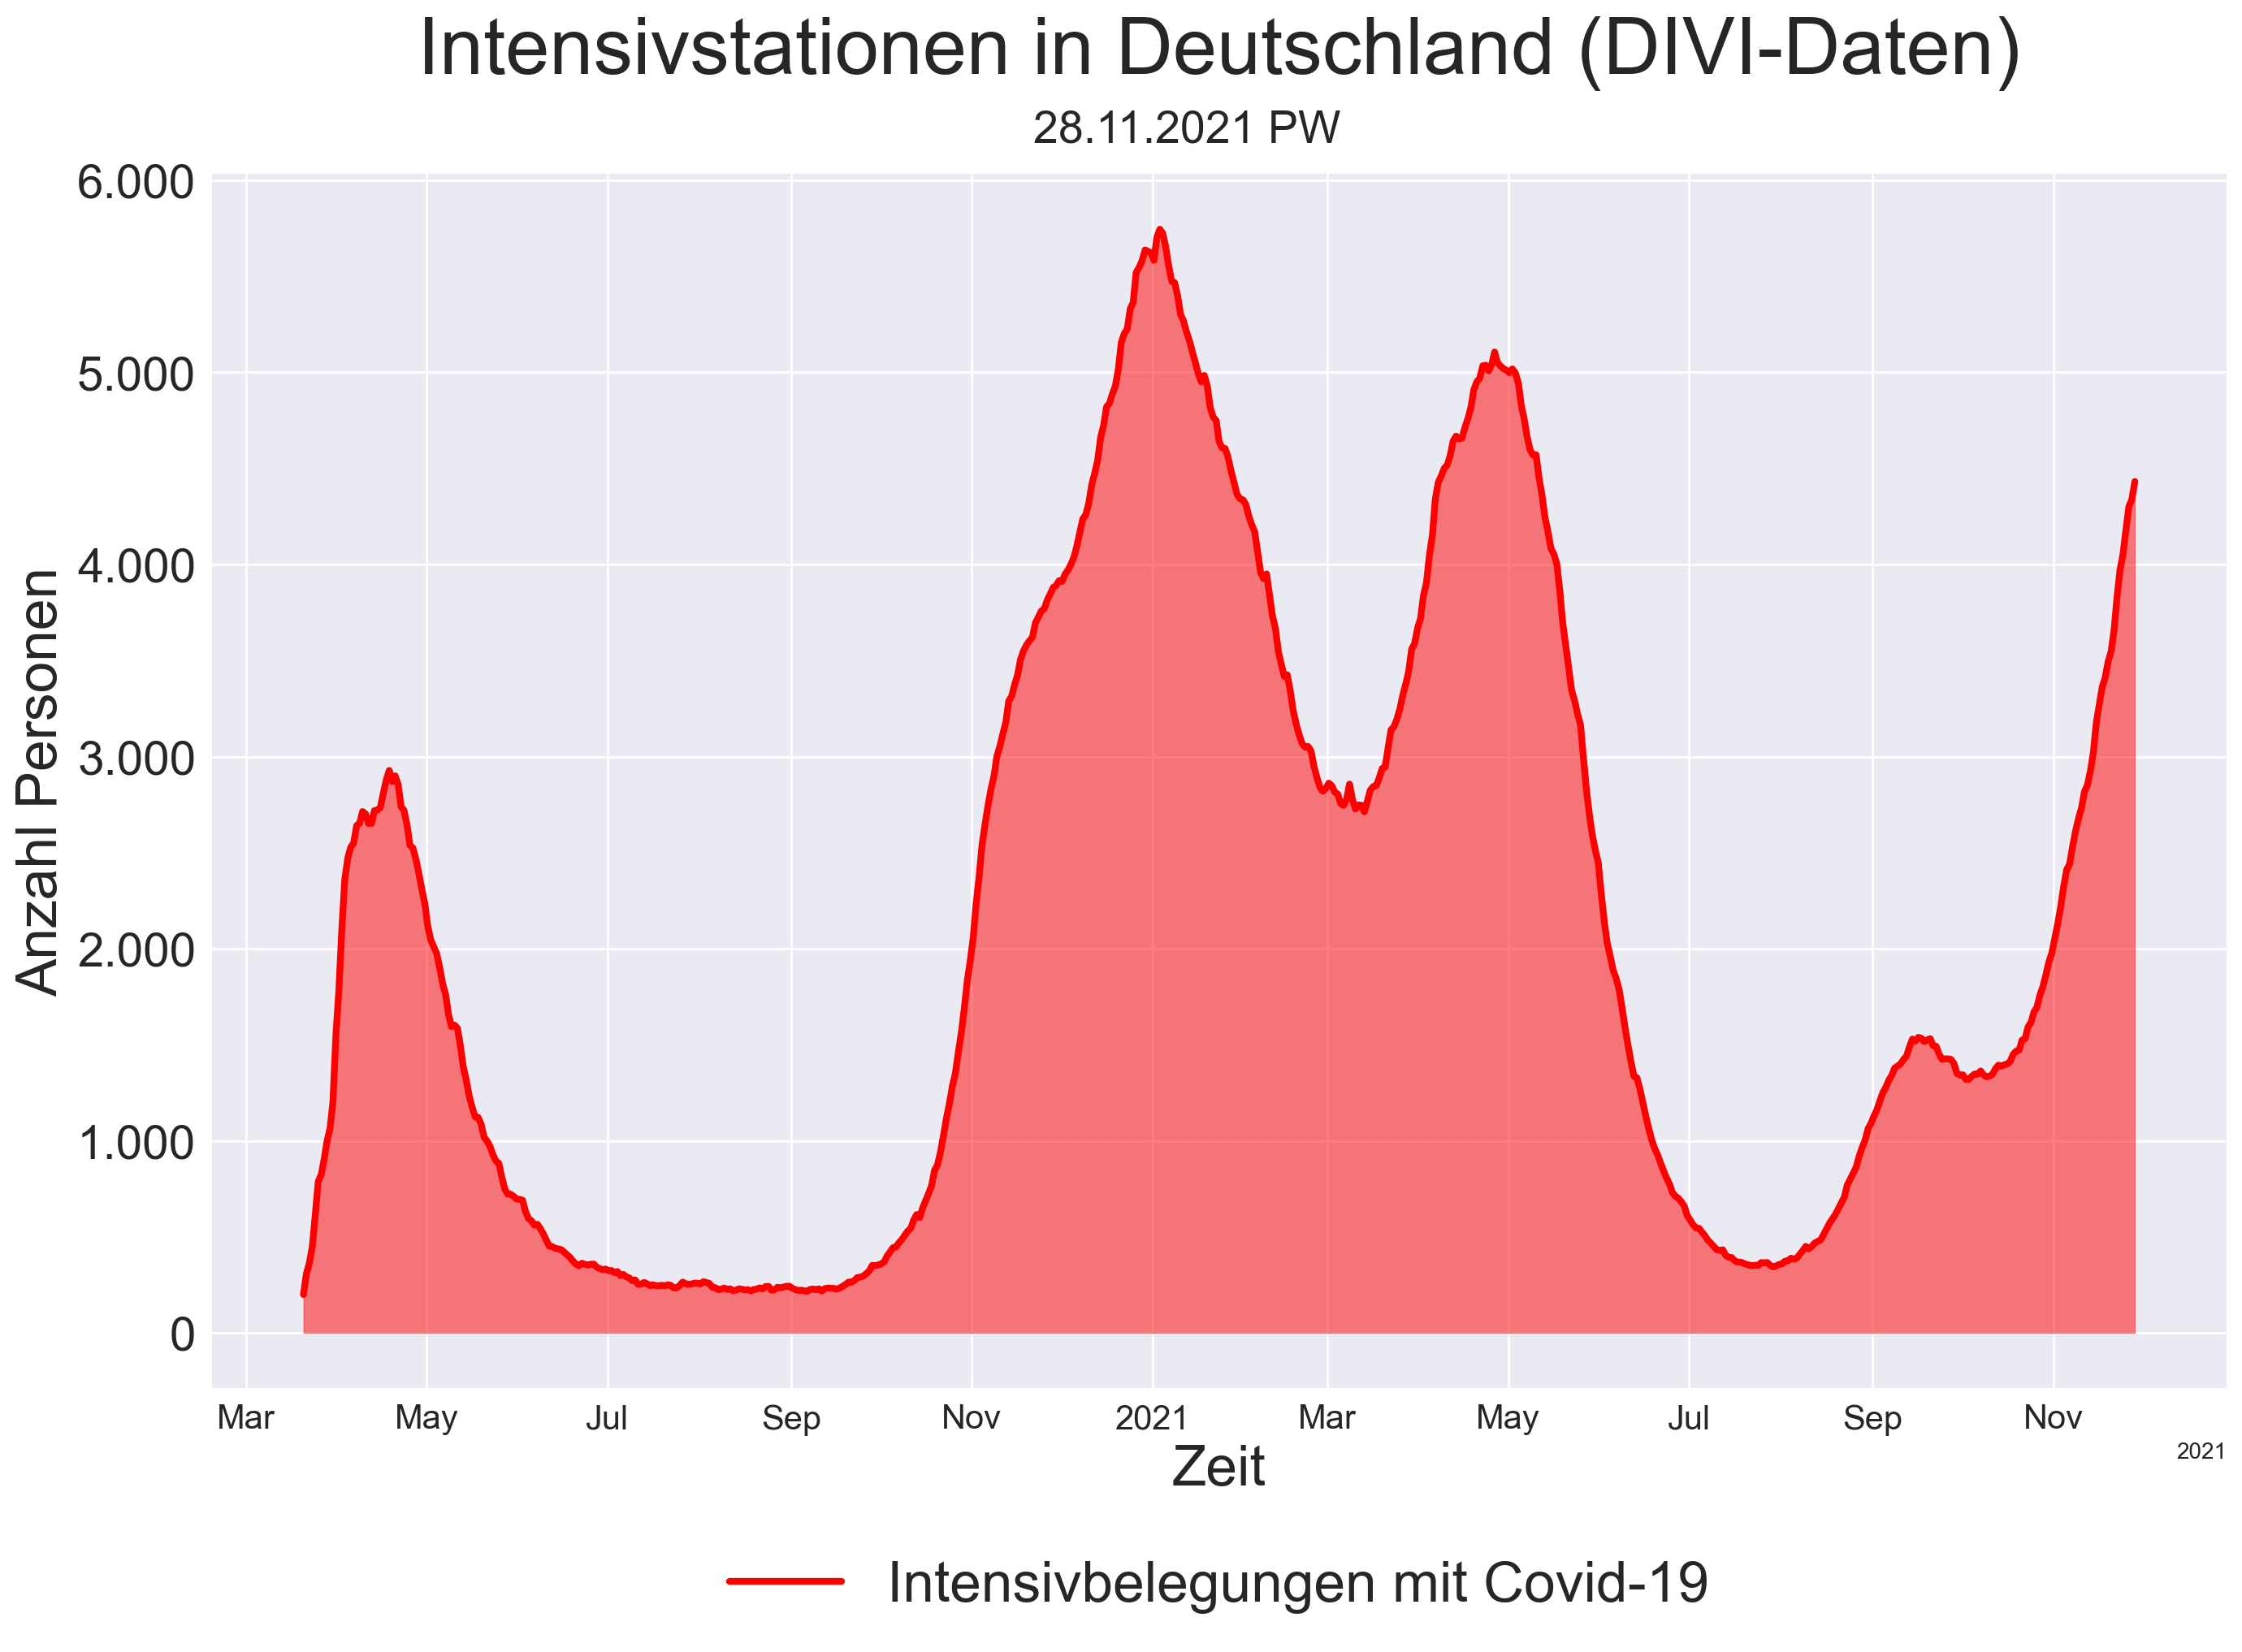 Intensivstationen in Deutschland (DIVI-Daten)
28.11.2021 PW
6.000
5.000
4.000
3.000
2.000
1.000
0
Anzahl Personen
Mar May Jul Sep Nov 2021 Mar May Jul Sep Nov
2021
Zeit
Intensivbelegungen mit Covid-19